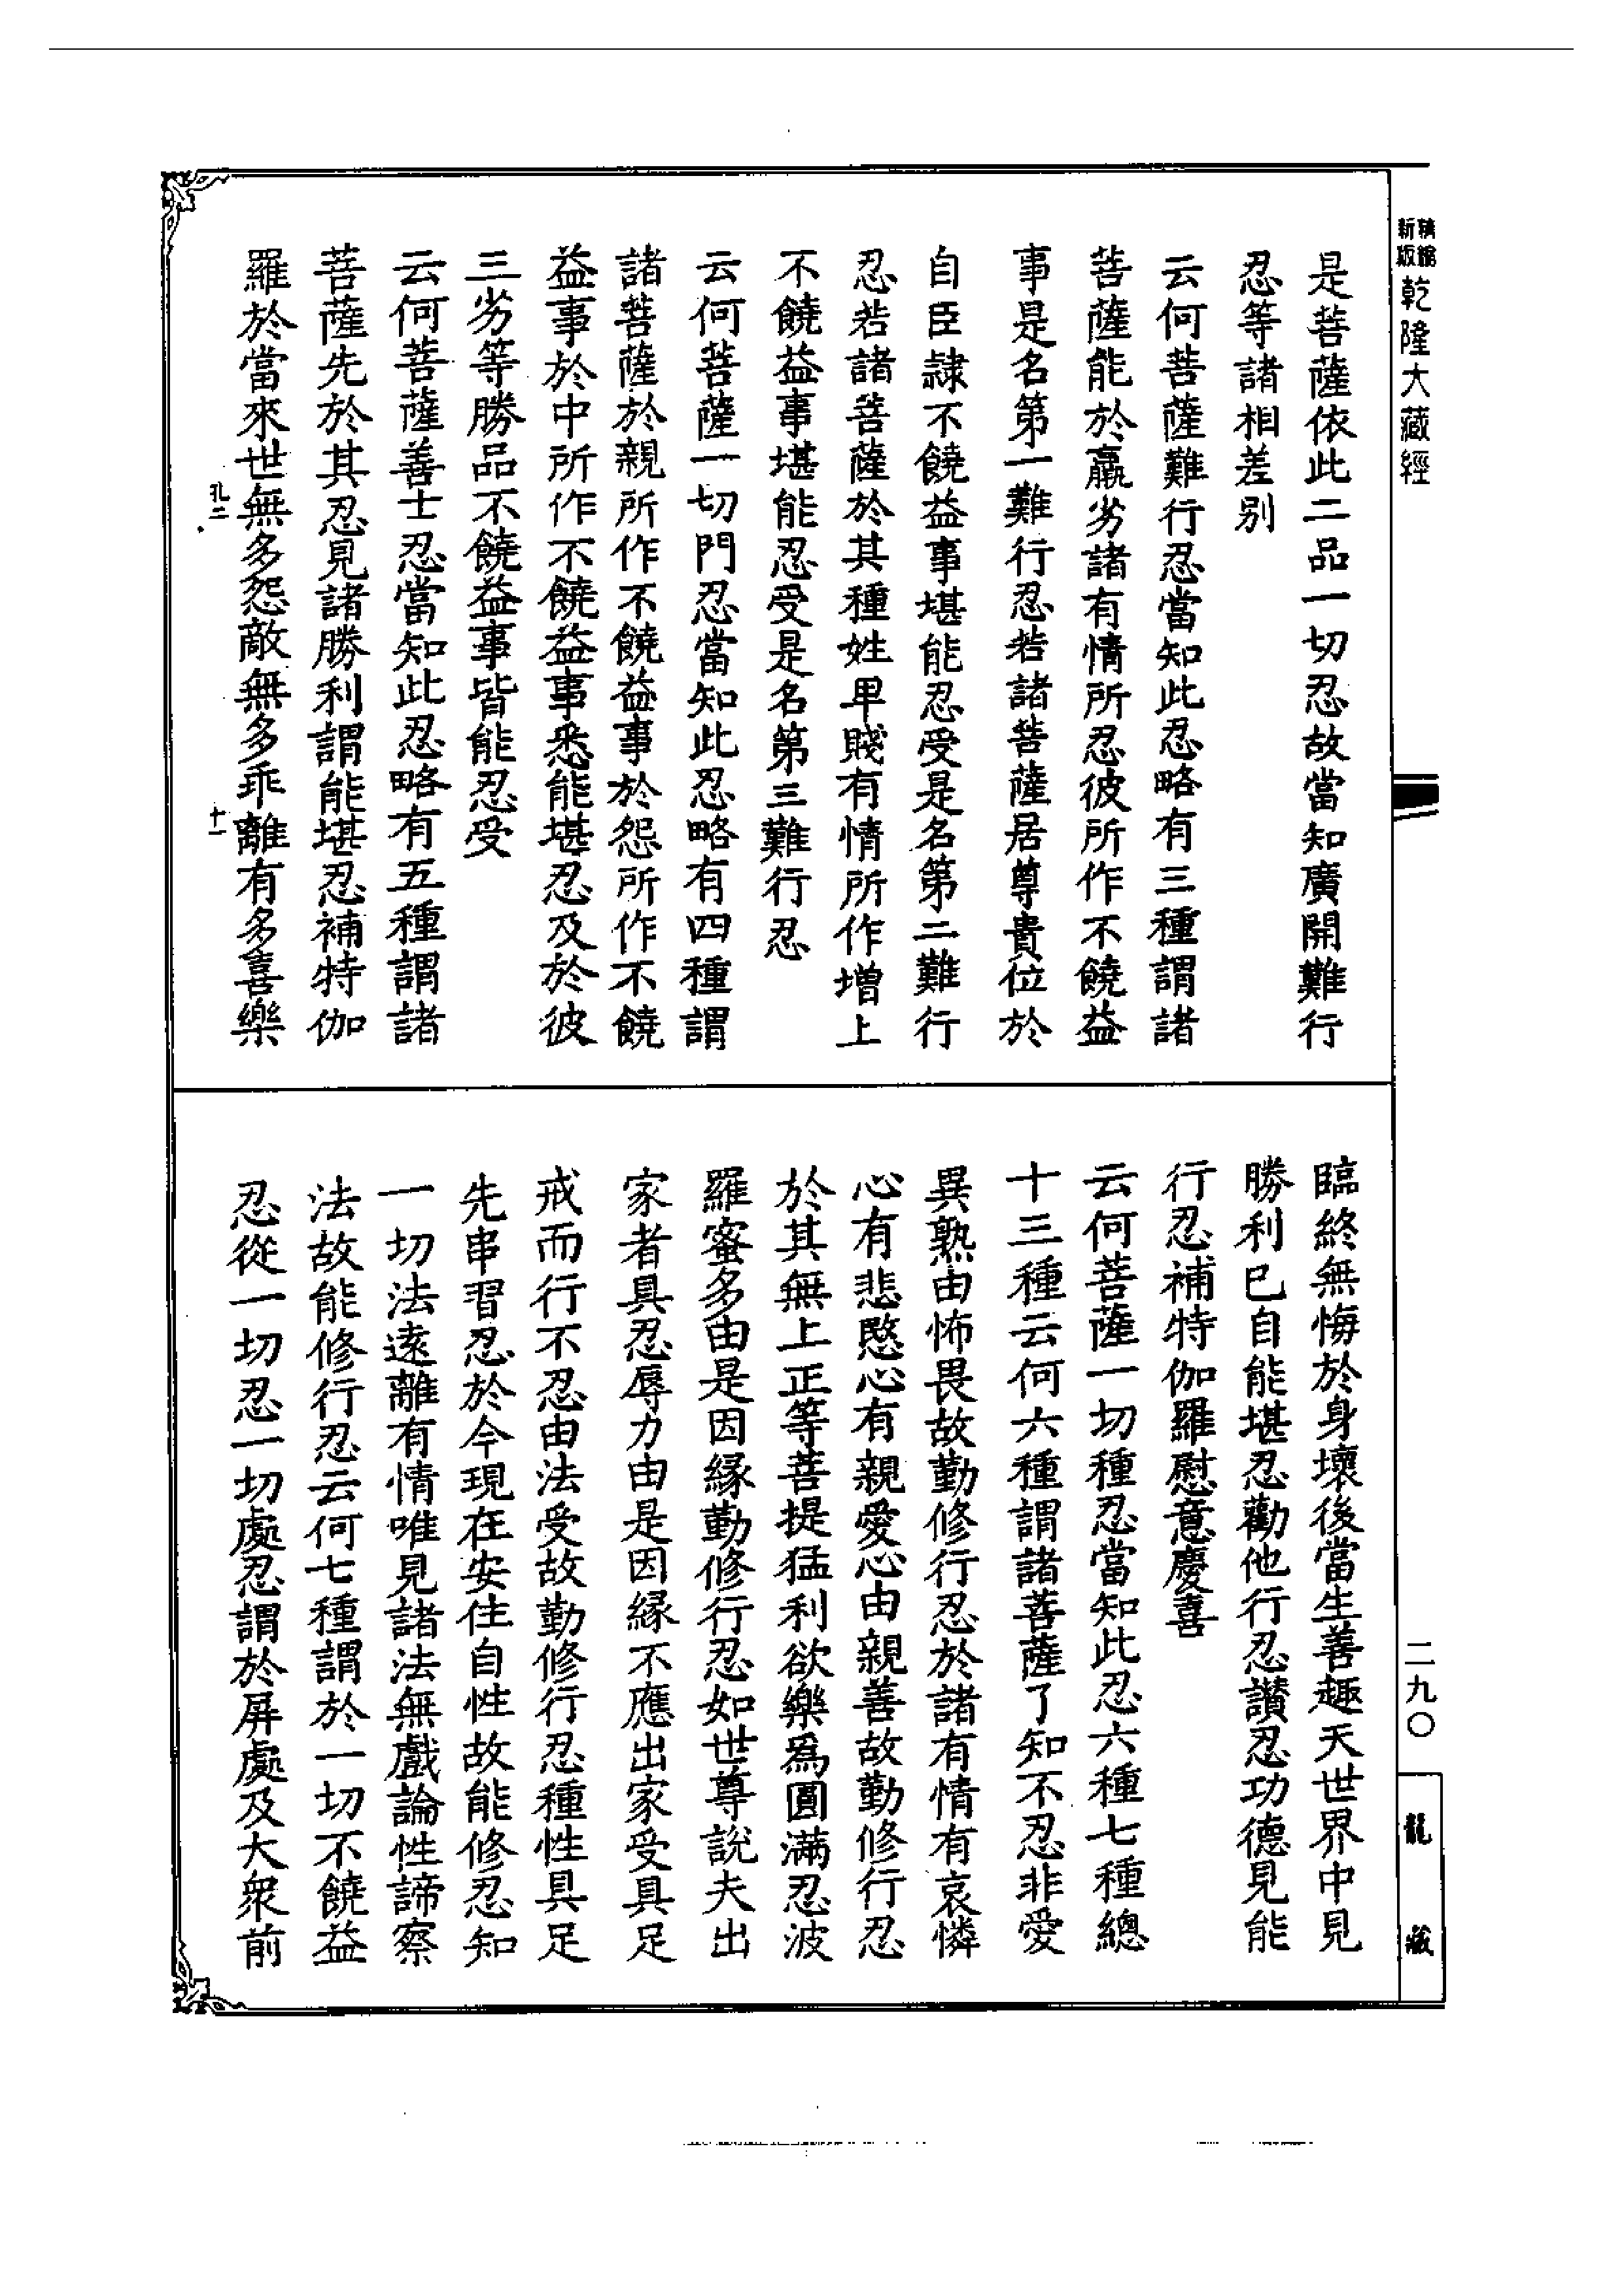 新版
精縮
乾隆大藏經
是菩薩依此二品一切忍故當知廣開難行
忍等諸相差別
云何菩薩難行忍當知此忍略有三種謂諸
菩薩能於羸劣諸有情所忍彼所作不饒益
事是名第一難行忍若諸菩薩居尊貴位於
自臣隷不饒益事堪能忍受是名第二難行
忍若諸菩薩於其種姓卑賤有情所作增上
不饒益事堪能忍受是名第三難行忍
云何菩薩一切門忍當知此忍略有四種謂
諸菩薩於親所作不饒益事於怨所作不饒
益事於中所作不饒益事悉能堪忍及於彼
三劣等勝品不饒益事皆能忍受
云何菩薩善士忍當知此忍略有五種謂諸
菩薩先於其忍見諸勝利謂能堪忍補特伽
羅於當來世無多怨敵無多乖離有多喜樂
孔二
十一
臨終無悔於身壞後當生善趣天世界中見
勝利已自能堪忍勸他行忍讚忍功德見能
行忍補特伽羅慰意慶喜
云何菩薩一切種忍當知此忍六種七種總
十三種云何六種謂諸菩薩了知不忍非愛
異熟由怖畏故勤修行忍於諸有情有哀憐
心有悲愍心有親愛心由親善故勤修行忍
於其無上正等菩提猛利欲樂爲圓滿忍波
羅蜜多由是因緣勤修行忍如世尊說夫出
家者具忍辱力由是因緣不應出家受具足
戒而行不忍由法受故勤修行忍種性具足
先串習忍於今現在安住自性故能修忍知
一切法遠離有情唯見諸法無戲論性諦察
法故能修行忍云何七種謂於一切不饒益
忍從一切忍一切處忍謂於屏處及大衆前
二九〇
龍藏